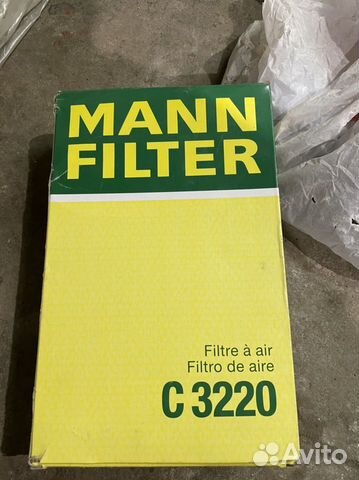 MANN
FILTER
Filtre à air
Filtro de aire
C 3220
Avito